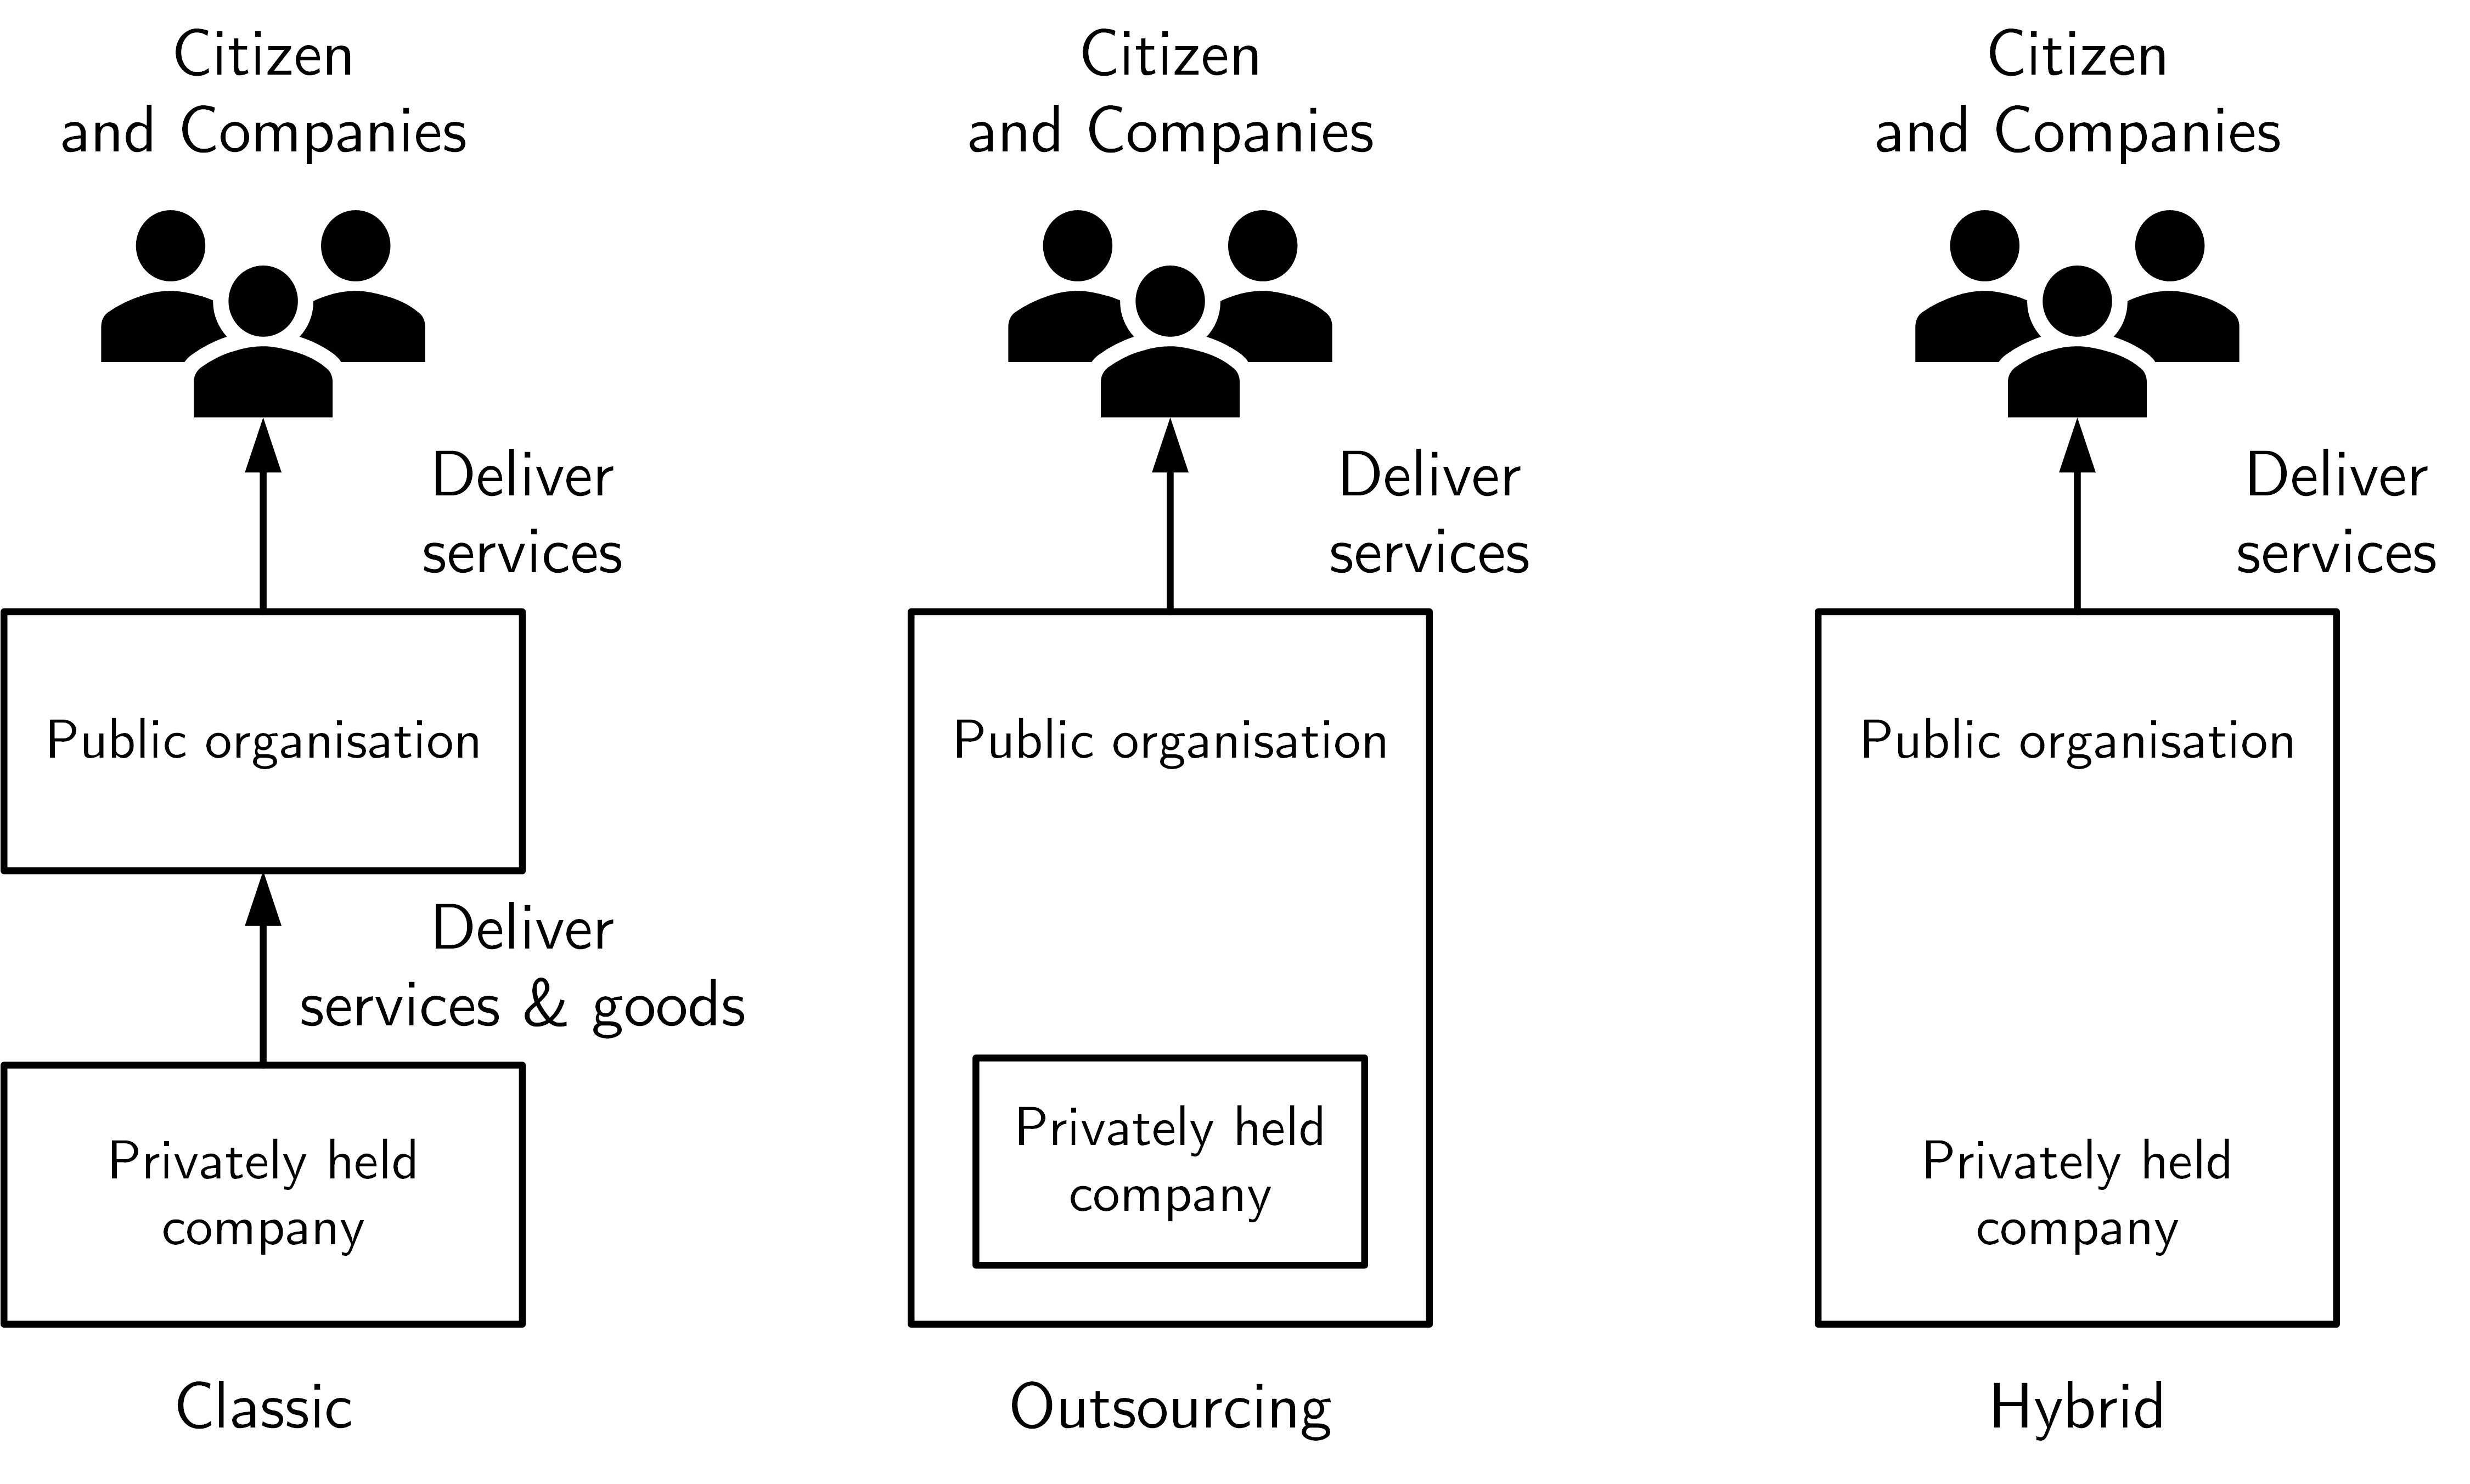 Citizen
and Companies
Deliver
services
Public organisation
Deliver
services & goods
Privately held
company
Classic
Citizen
and Companies
Deliver
services
Public organisation
Privately held
company
Outsourcing
Citizen
and Companies
Deliver
services
Public organisation
Privately held
company
Hybrid